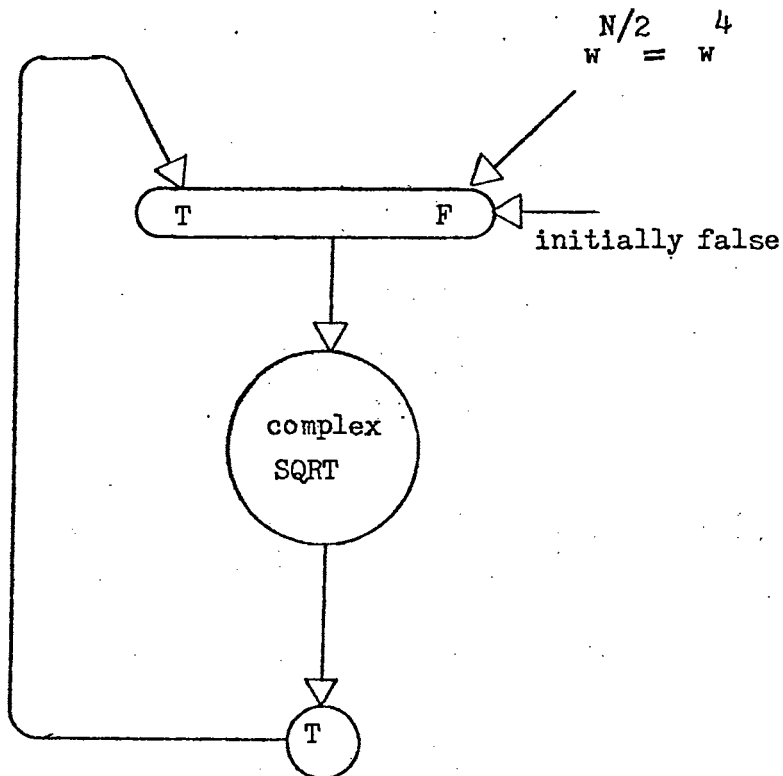 w^N/2 = w^4
T F
initially false
complex
SQRT
T